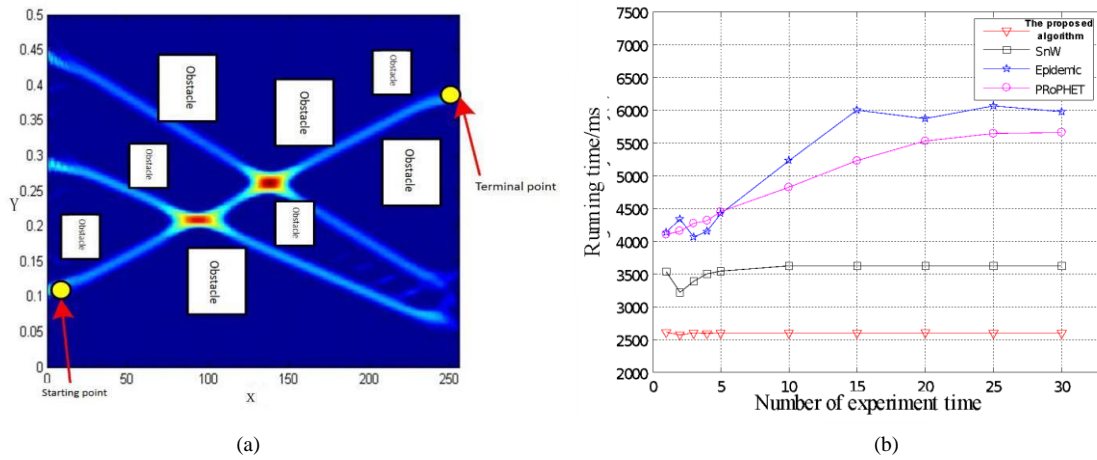 0.5
0.45
0.4
0.35
0.3
0.25
Y
0.2
0.15
0.1
0.05
0
0
50
100
150
200
250
X
Obstacle
Obstacle
Obstacle
Obstacle
Obstacle
Obstacle
Obstacle
Obstacle
Terminal point
Starting point
(a)
7500
7000
6500
6000
5500
5000
4500
4000
3500
3000
2500
2000
Running time/ms
The proposed
algorithm
SnW
Epidemic
PRoPHET
0
5
10
15
20
25
30
Number of experiment time
(b)